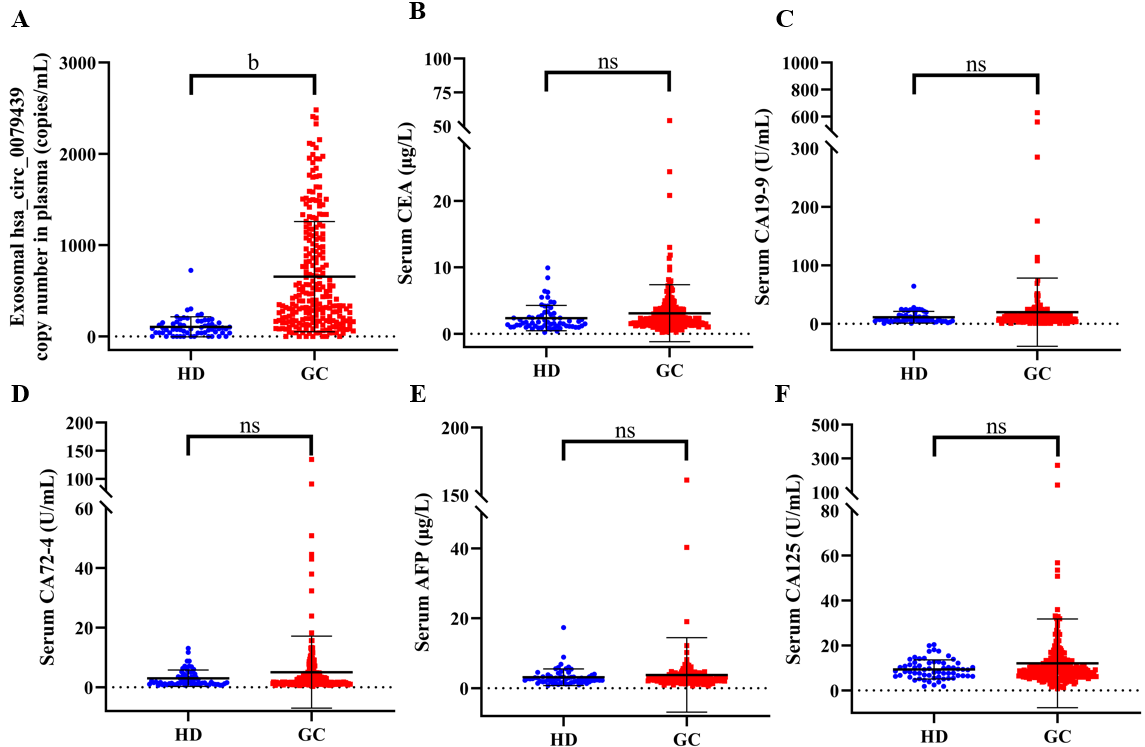 A
Exosomal hsa_circ_0079439
copy number in plasma (copies/mL)
3000
2000
1000
0
b
HD
GC
B
Serum CEA (μg/L)
100
75
50
20
10
0
ns
HD
GC
C
Serum CA19-9 (U/mL)
1000
800
600
300
200
100
0
ns
HD
GC
D
Serum CA72-4 (U/mL)
200
150
100
60
40
20
0
ns
HD
GC
E
Serum AFP (μg/L)
200
150
40
20
0
ns
HD
GC
F
Serum CA125 (U/mL)
500
300
100
80
60
40
20
0
ns
HD
GC